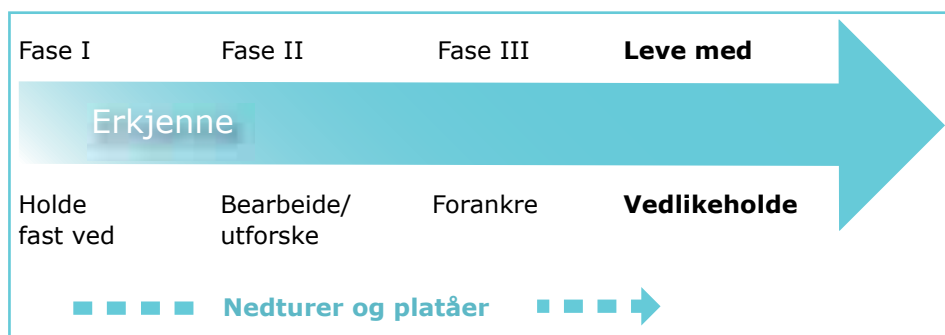 Fase I Fase II Fase III Leve med
Erkjenne
Holde Bearbeide/ Forankre Vedlikeholde
fast ved utforske
Nedturer og platåer